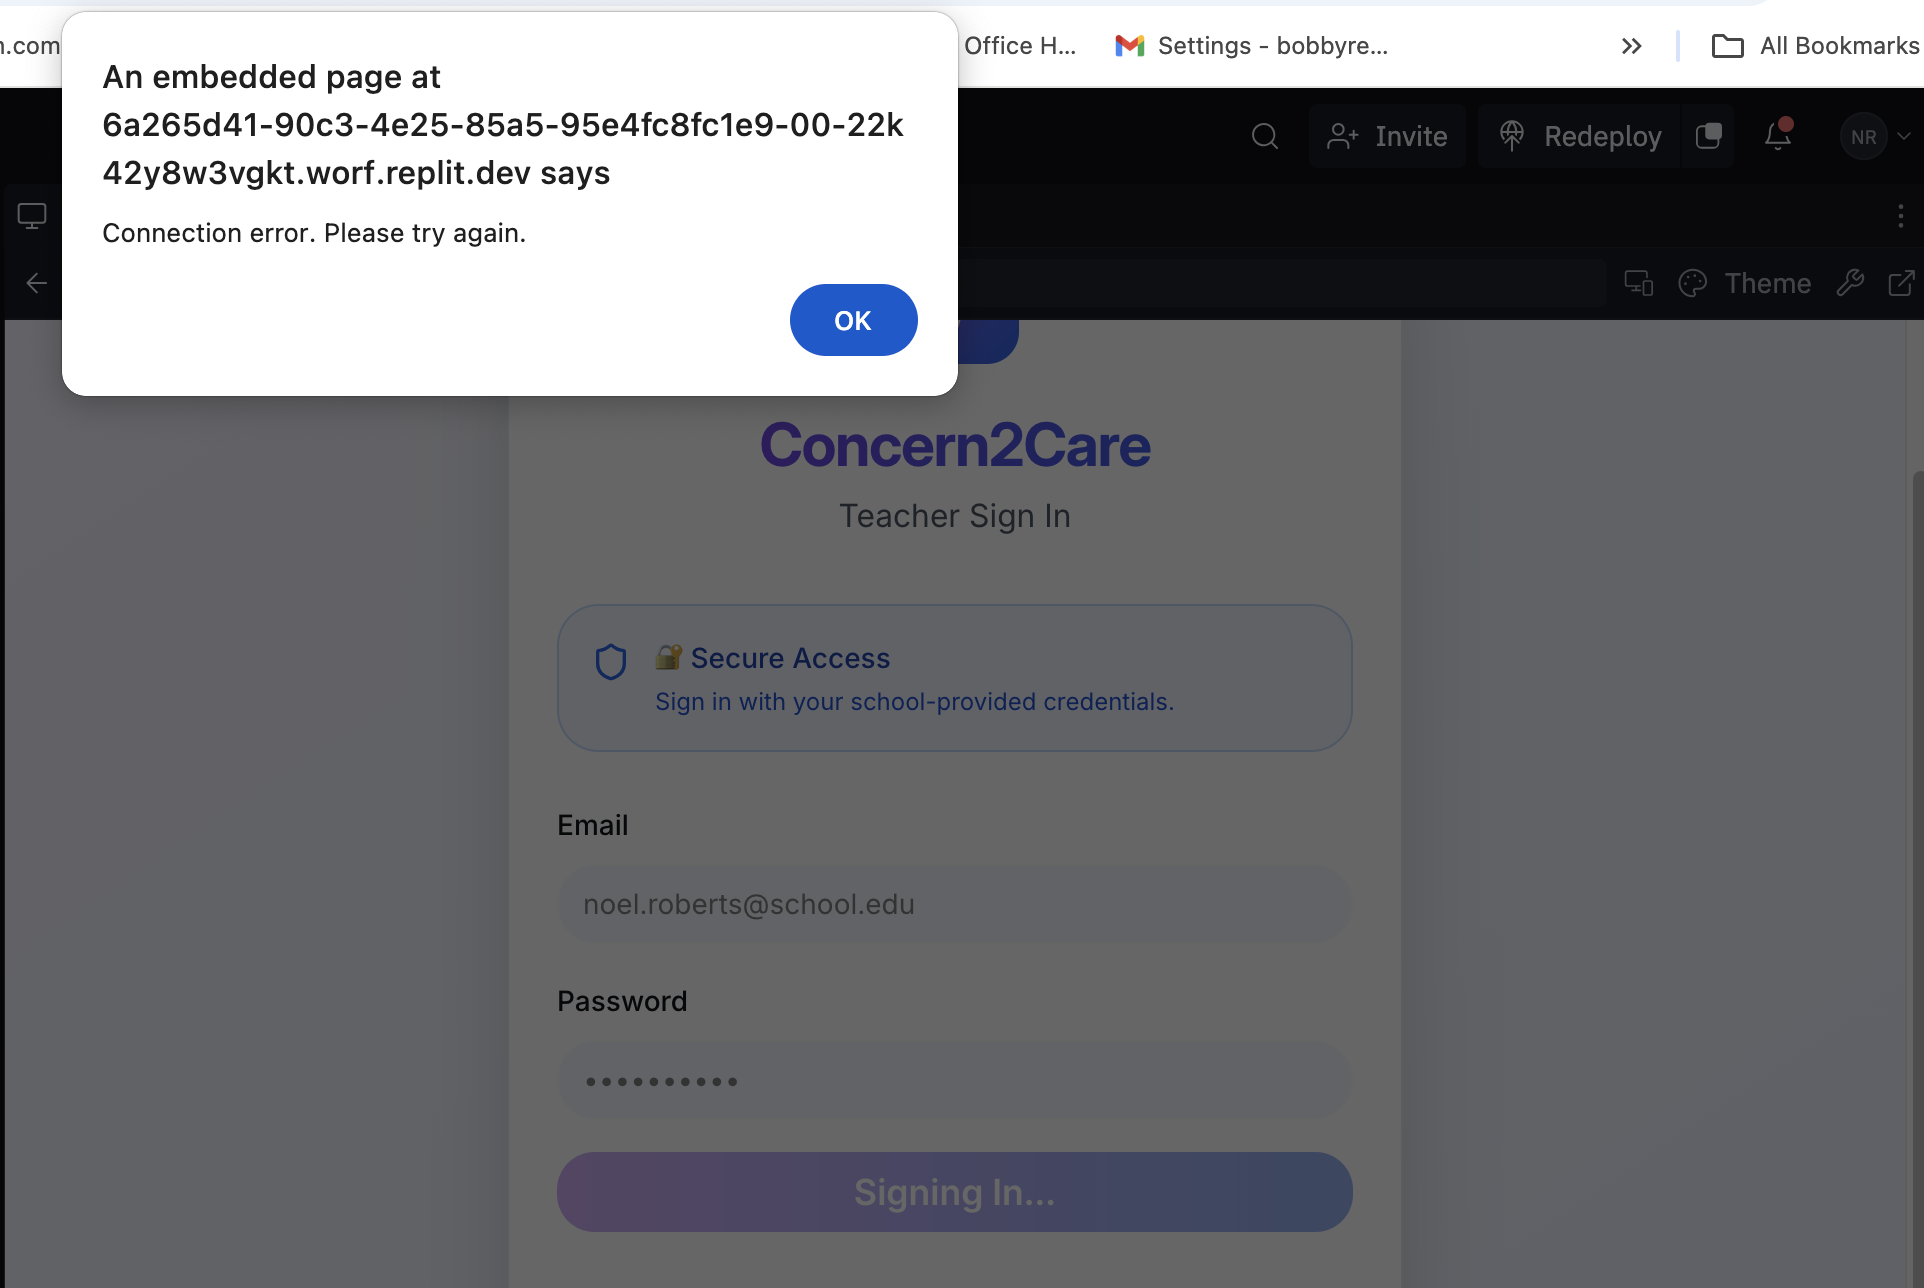 n.com
Office H...
Settings - bobbyre...
All Bookmarks
An embedded page at
6a265d41-90c3-4e25-85a5-95e4fc8fc1e9-00-22k
42y8w3vgkt.worf.replit.dev says
Connection error. Please try again.
OK
Invite
Redeploy
NR
Theme
Concern2Care
Teacher Sign In
🔐 Secure Access
Sign in with your school-provided credentials.
Email
noel.roberts@school.edu
Password
••••••••••
Signing In...